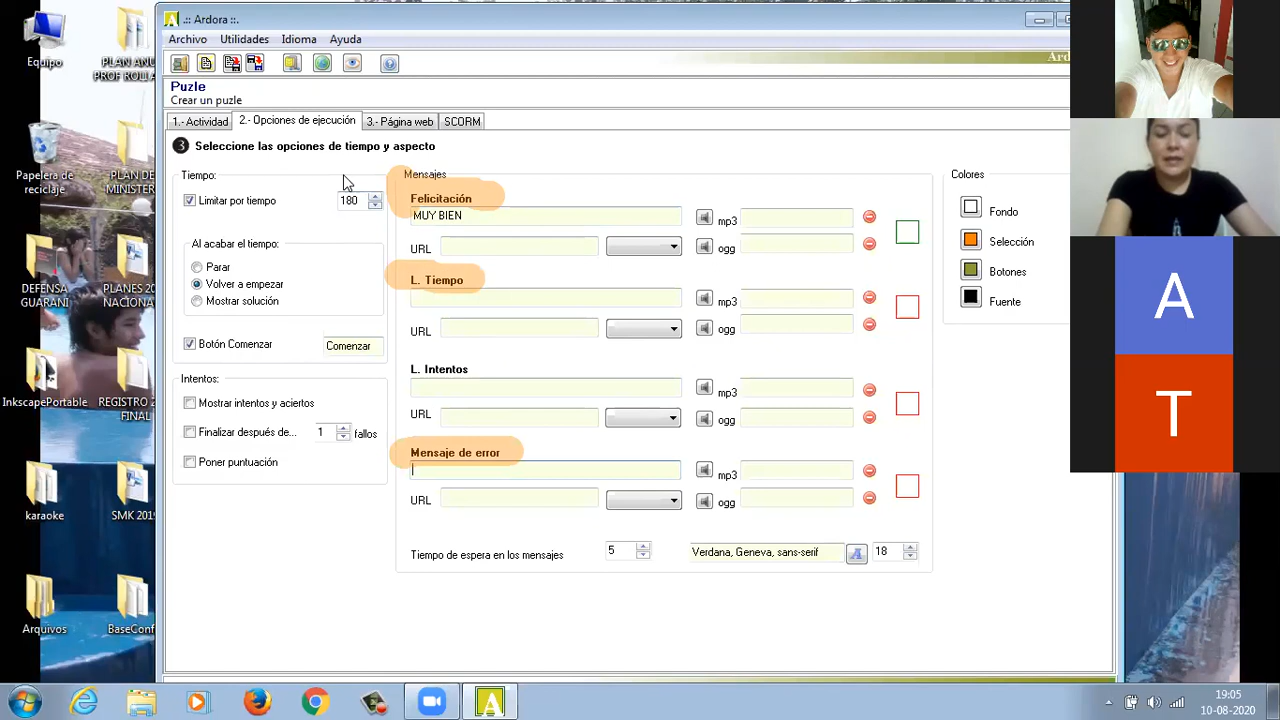 .:: Ardora ::.
Archivo Utilidades Idioma Ayuda
Puzle
Crear un puzle
1.- Actividad
2.- Opciones de ejecución
3.- Página web
SCORM
3 Seleccione las opciones de tiempo y aspecto
Tiempo:
Limitar por tiempo 180
Al acabar el tiempo:
Parar
Volver a empezar
Mostrar solución
Botón Comenzar Comenzar
Intentos:
Mostrar intentos y aciertos
Finalizar después de... 1 fallos
Poner puntuación
Mensajes
Felicitación
MUY BIEN mp3
URL ogg
L. Tiempo
mp3
URL ogg
L. Intentos
mp3
URL ogg
Mensaje de error
mp3
URL ogg
Tiempo de espera en los mensajes 5 Verdana, Geneva, sans-serif A 18
Colores
Fondo
Selección
Botones
Fuente
Equipo
Papelera de
reciclaje
DEFENSA
GUARANI
InkscapePortable
karaoke
Arquivos
PLAN ANU
PROF ROLI A
PLAN DE
MINISTER
PLANES 20
NACIONA
REGISTRO 2
FINAL
SMK 2019
BaseConf
A
T
19:05
10-08-2020